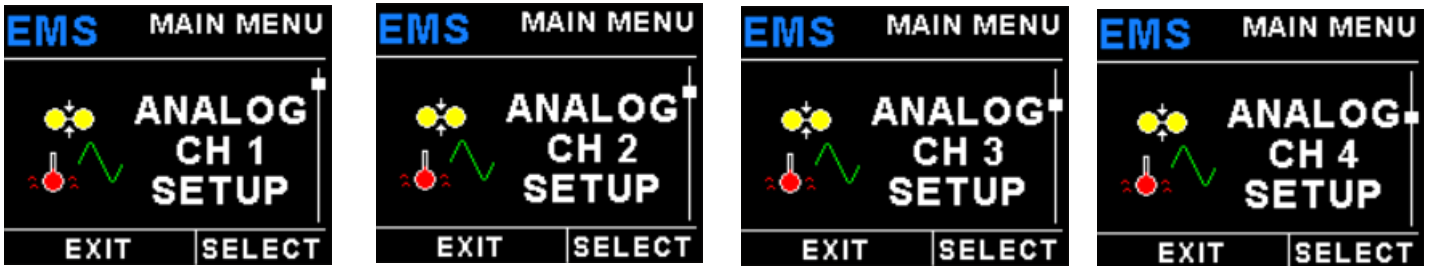 EMS MAIN MENU
ANALOG
CH 1
SETUP
EXIT SELECT
EMS MAIN MENU
ANALOG
CH 2
SETUP
EXIT SELECT
EMS MAIN MENU
ANALOG
CH 3
SETUP
EXIT SELECT
EMS MAIN MENU
ANALOG
CH 4
SETUP
EXIT SELECT